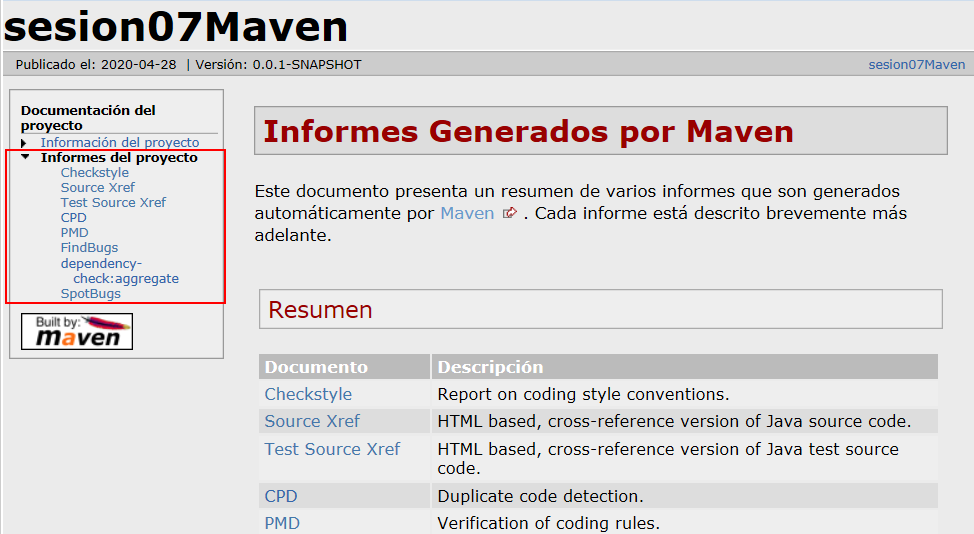 sesion07Maven
Publicado el: 2020-04-28 | Versión: 0.0.1-SNAPSHOT
sesion07Maven
Documentación del
proyecto
Información del proyecto
Informes del proyecto
Checkstyle
Source Xref
Test Source Xref
CPD
PMD
FindBugs
dependency-
check:aggregate
SpotBugs
Built by:
maven
Informes Generados por Maven
Este documento presenta un resumen de varios informes que son generados
automáticamente por Maven . Cada informe está descrito brevemente más
adelante.
Resumen
Documento Descripción
Checkstyle Report on coding style conventions.
Source Xref HTML based, cross-reference version of Java source code.
Test Source Xref HTML based, cross-reference version of Java test source
code.
CPD Duplicate code detection.
PMD Verification of coding rules.